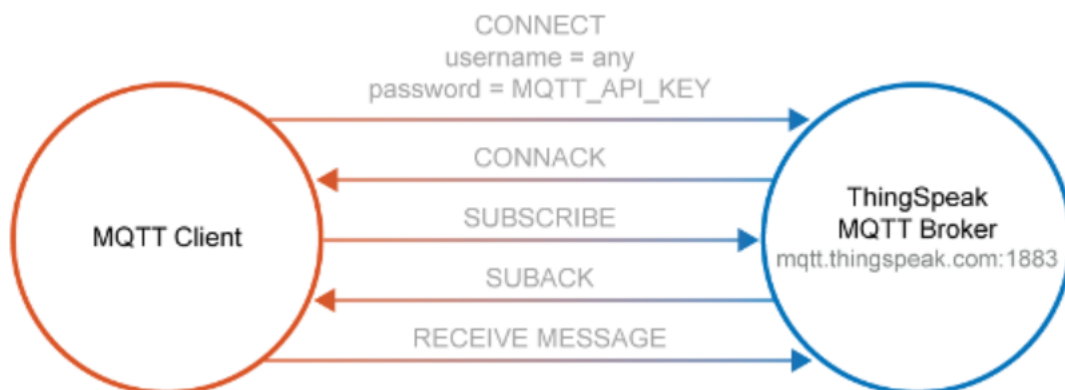 CONNECT
username = any
password = MQTT_API_KEY
CONNACK
MQTT Client
SUBSCRIBE
ThingSpeak
MQTT Broker
mqtt.thingspeak.com:1883
SUBACK
RECEIVE MESSAGE